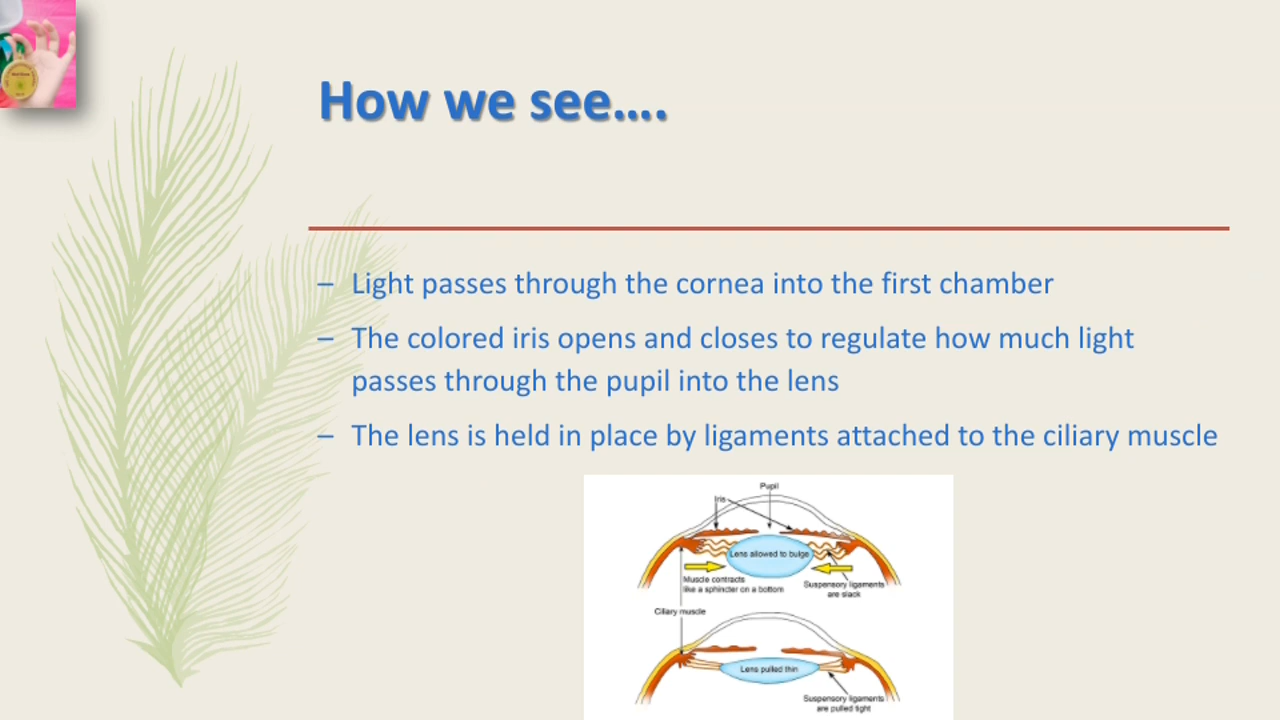 How we see....
– Light passes through the cornea into the first chamber
– The colored iris opens and closes to regulate how much light
passes through the pupil into the lens
– The lens is held in place by ligaments attached to the ciliary muscle
Pupil
Iris
Lens allowed to bulge
Muscle contracts
like a sphincter on a bottom
Suspensory ligaments
are slack
Ciliary muscle
Lens pulled thin
Suspensory ligaments
are pulled tight